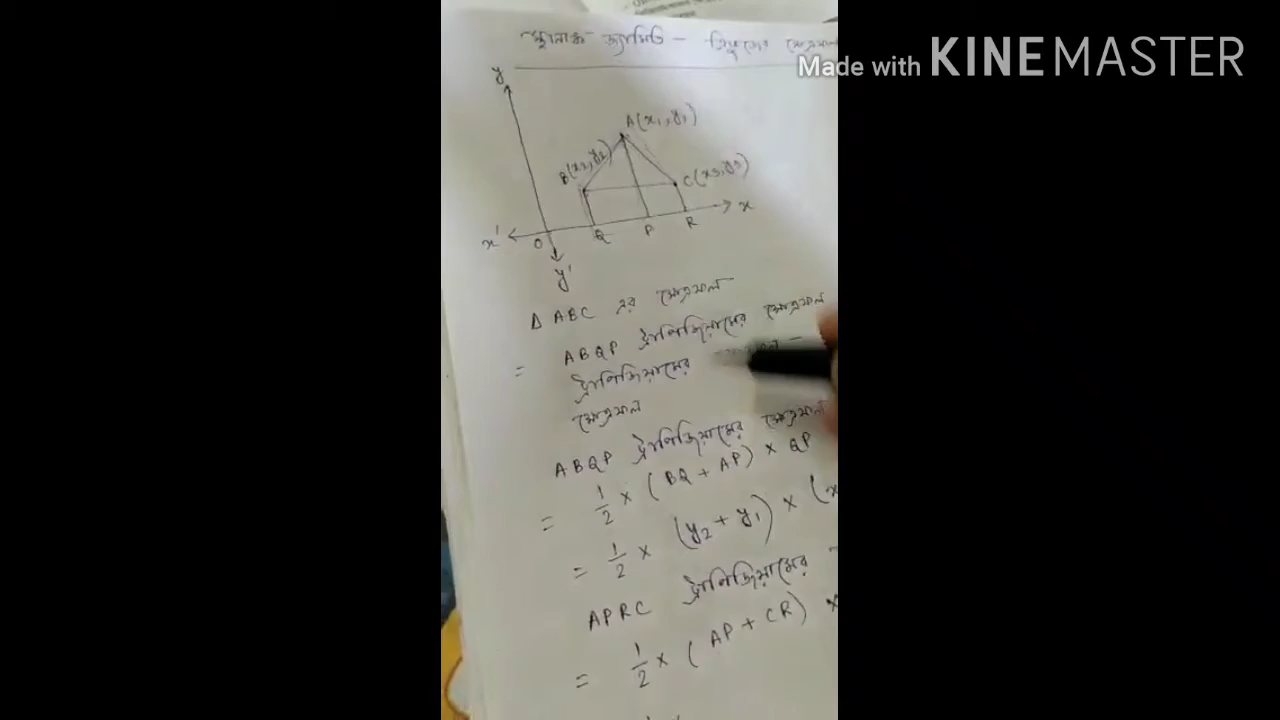 স্থানাঙ্ক জ্যামিতি – ত্রিভুজের ক্ষেত্রফল
Made with KINEMASTER
y
A(x₁, y₁)
B(x₂, y₂)
C(x₃, y₃)
x' O Q P R x
y'
Δ ABC এর ক্ষেত্রফল
= ABQP ট্রাপিজিয়ামের ক্ষেত্রফল
ট্রাপিজিয়ামের
ক্ষেত্রফল
ABQP ট্রাপিজিয়ামের ক্ষেত্রফল
= 1/2 × (BQ + AP) × QP
= 1/2 × (y₂ + y₁) × (x
APRC ট্রাপিজিয়ামের
= 1/2 × (AP + CR) ×